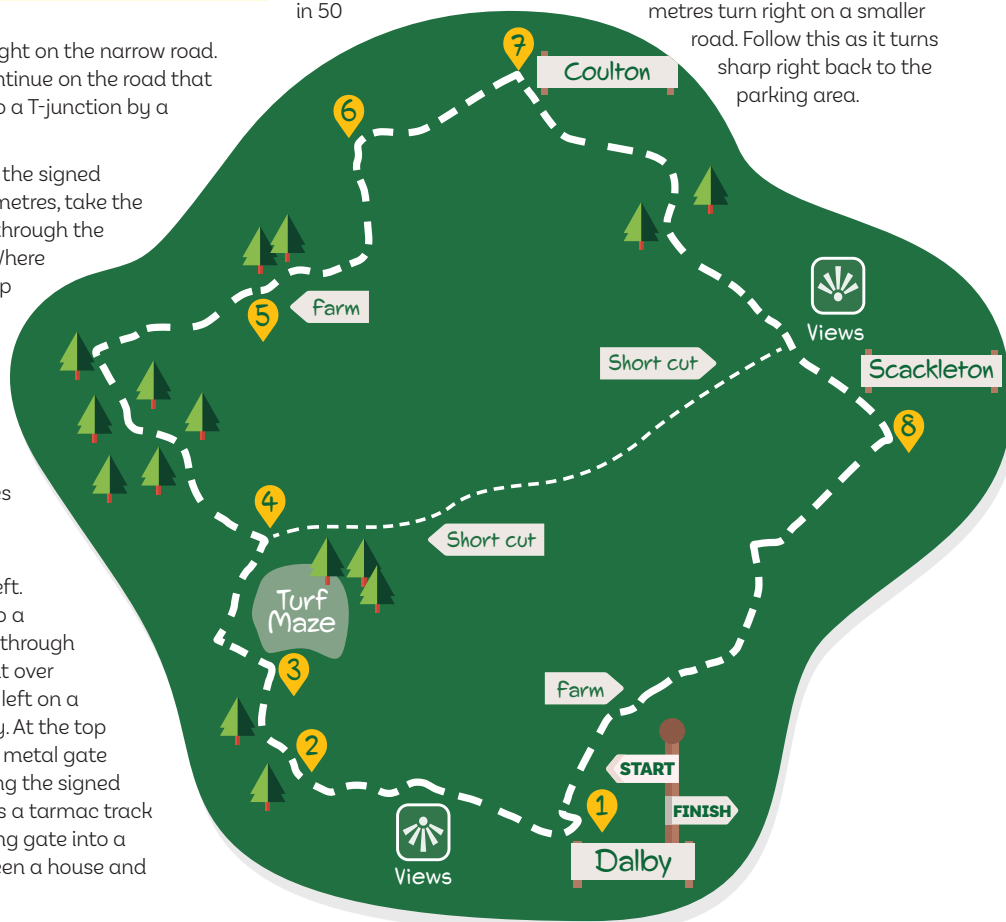 in 50
ght on the narrow road.
ntinue on the road that
o a T-junction by a
the signed
metres, take the
through the
Where
p
s
eft.
o a
through
t over
left on a
y. At the top
metal gate
ng the signed
s a tarmac track
ng gate into a
een a house and
metres turn right on a smaller
road. Follow this as it turns
sharp right back to the
parking area.
7
Coulton
6
5
Farm
Views
Short cut
Scackleton
8
4
Short cut
Turf
Maze
3
Farm
2
START
1
FINISH
Views
Dalby